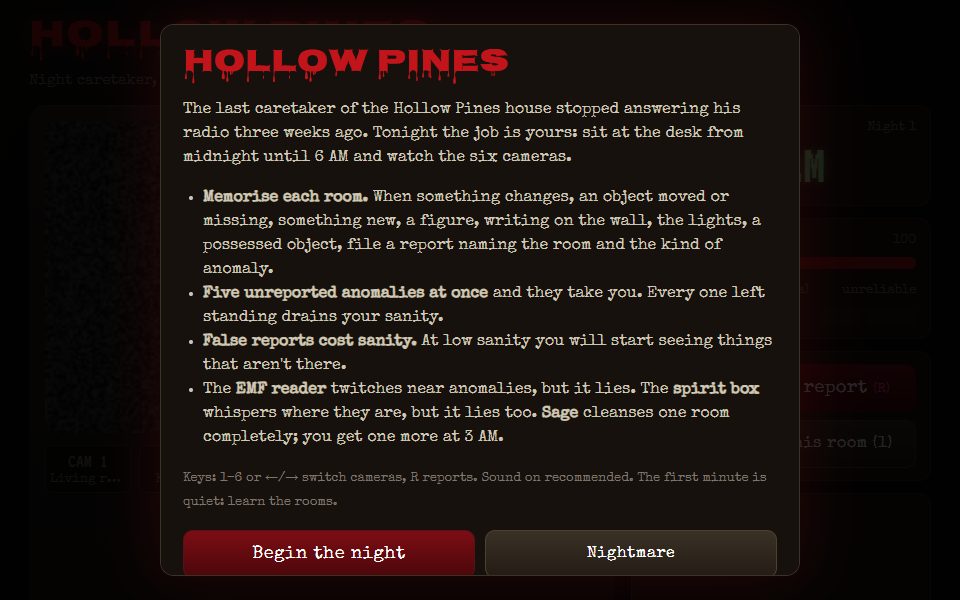 HOLLOW PINES
The last caretaker of the Hollow Pines house stopped answering his
radio three weeks ago. Tonight the job is yours: sit at the desk from
midnight until 6 AM and watch the six cameras.
Memorise each room. When something changes, an object moved or
missing, something new, a figure, writing on the wall, the lights, a
possessed object, file a report naming the room and the kind of
anomaly.
Five unreported anomalies at once and they take you. Every one left
standing drains your sanity.
False reports cost sanity. At low sanity you will start seeing things
that aren't there.
The EMF reader twitches near anomalies, but it lies. The spirit box
whispers where they are, but it lies too. Sage cleanses one room
completely; you get one more at 3 AM.
Keys: 1-6 or ←/→ switch cameras, R reports. Sound on recommended. The first minute is
quiet: learn the rooms.
Begin the night
Nightmare
HOLL
Night caretaker,
Night 1
M
100
unreliable
report (R)
his room (1)
CAM 1
Living r...